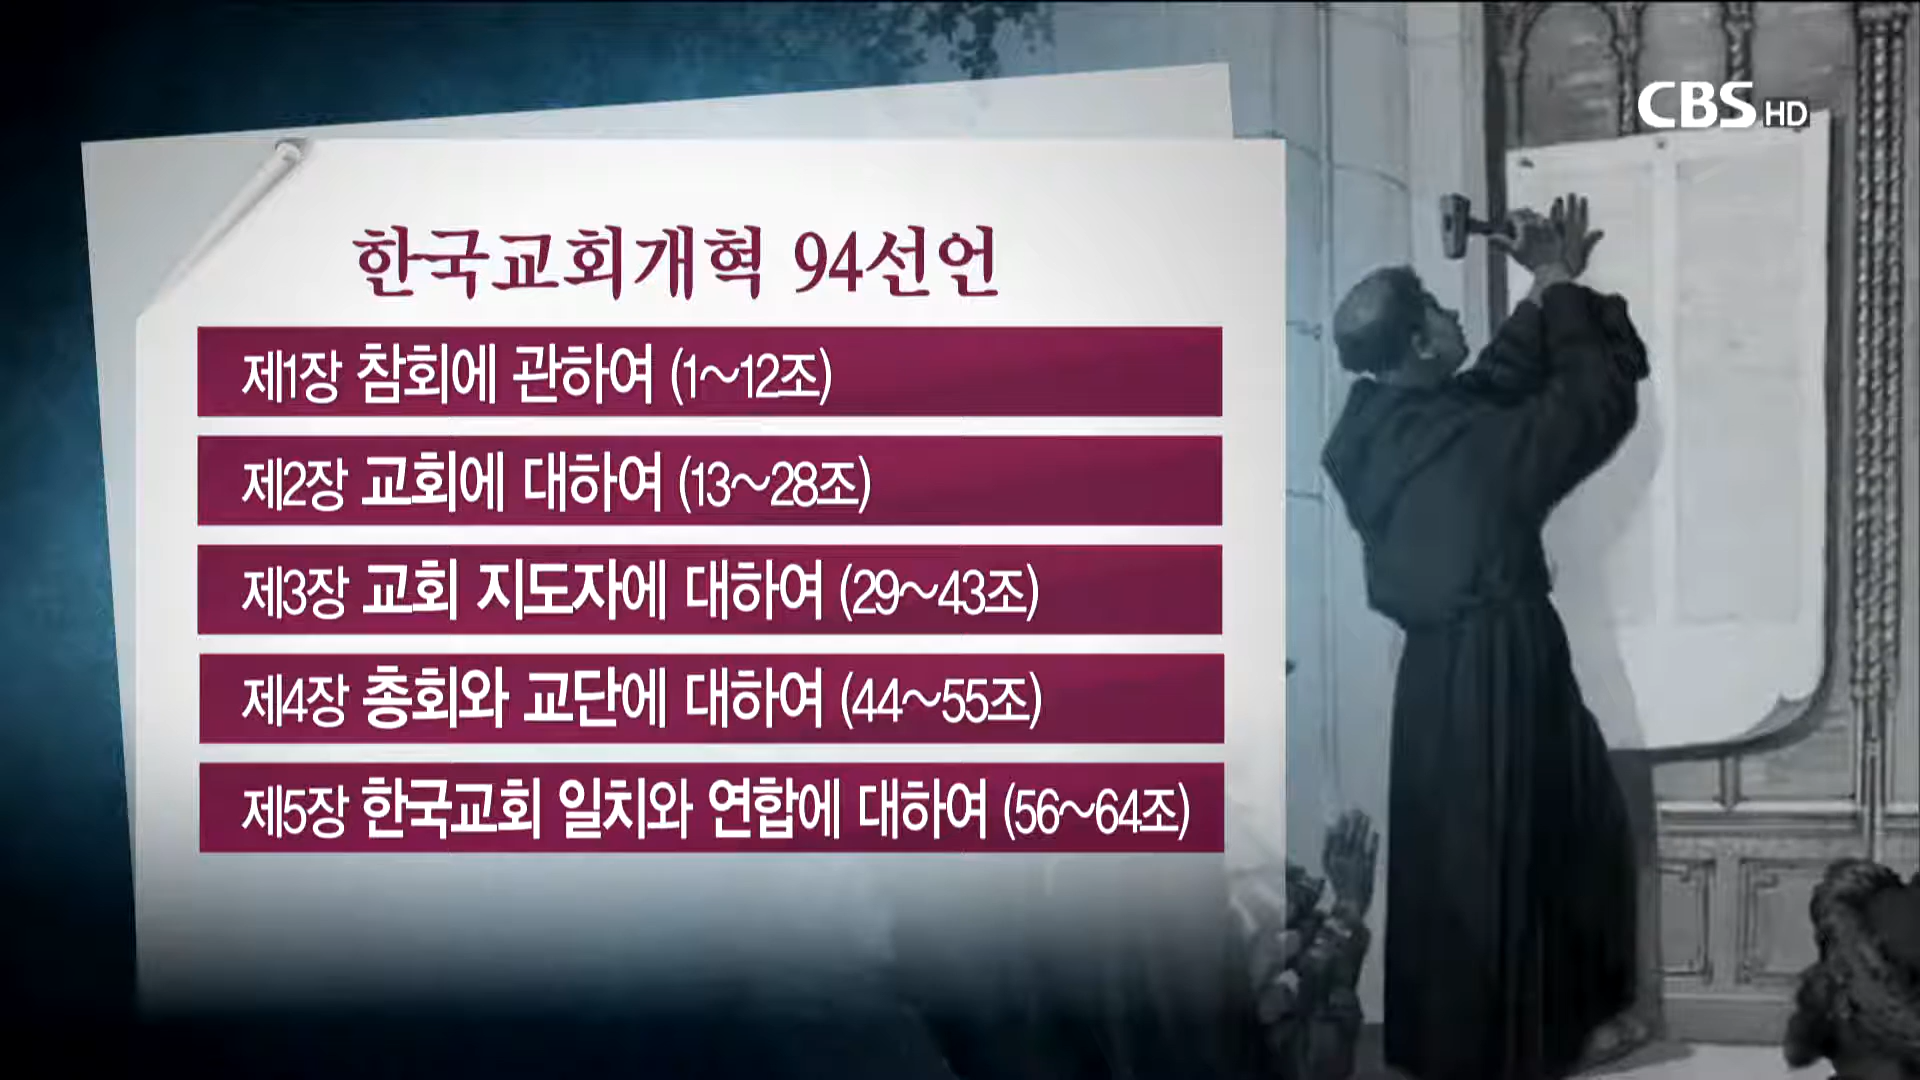 CBS HD
한국교회개혁 94선언
제1장 참회에 관하여 (1~12조)
제2장 교회에 대하여 (13~28조)
제3장 교회 지도자에 대하여 (29~43조)
제4장 총회와 교단에 대하여 (44~55조)
제5장 한국교회 일치와 연합에 대하여 (56~64조)